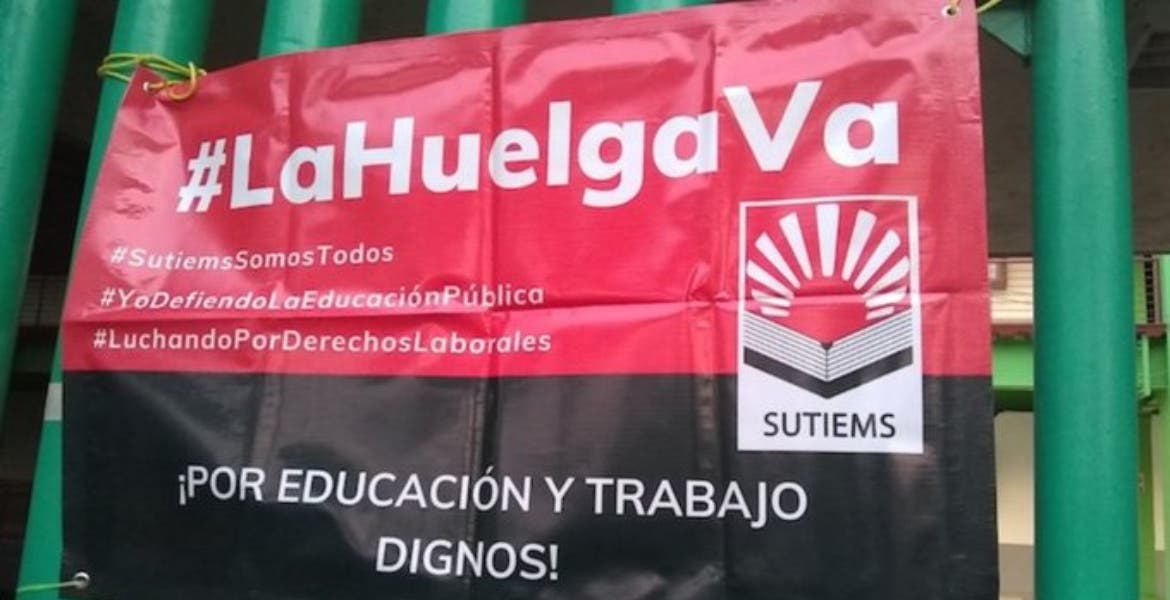 #LaHuelgaVa
#SutiemsSomosTodos
#YoDefiendoLaEducaciónPública
#LuchandoPorDerechosLaborales
SUTIEMS
¡POR EDUCACIÓN Y TRABAJO
DIGNOS!